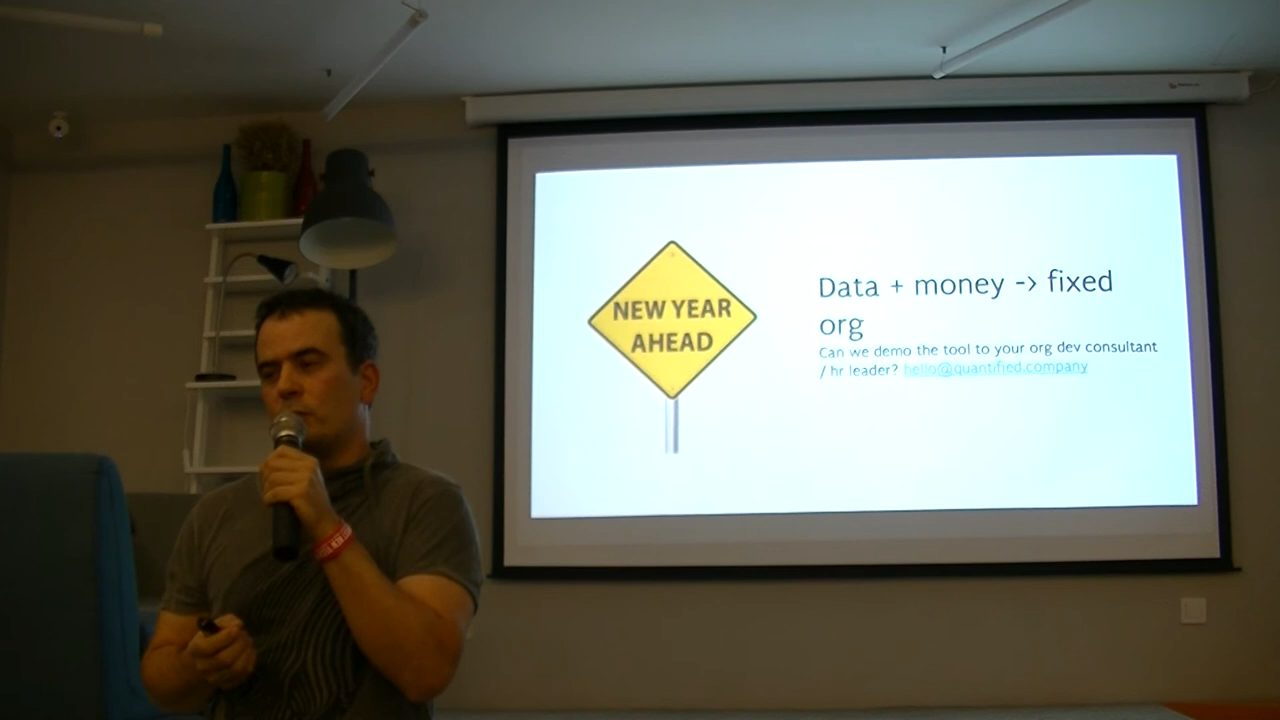 NEW YEAR
AHEAD
Data + money -> fixed
org
Can we demo the tool to your org dev consultant
/ hr leader? hello@quantified.company